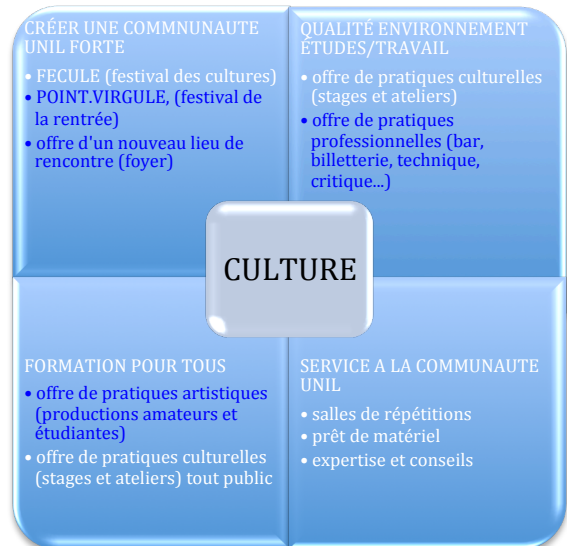 CRÉER UNE COMMNUNAUTE
UNIL FORTE
• FECULE (festival des cultures)
• POINT.VIRGULE, (festival de
la rentrée)
• offre d'un nouveau lieu de
rencontre (foyer)
QUALITÉ ENVIRONNEMENT
ÉTUDES/TRAVAIL
• offre de pratiques culturelles
(stages et ateliers)
• offre de pratiques
professionnelles (bar,
billetterie, technique,
critique...)
CULTURE
FORMATION POUR TOUS
• offre de pratiques artistiques
(productions amateurs et
étudiantes)
• offre de pratiques culturelles
(stages et ateliers) tout public
SERVICE A LA COMMUNAUTE
UNIL
• salles de répétitions
• prêt de matériel
• expertise et conseils